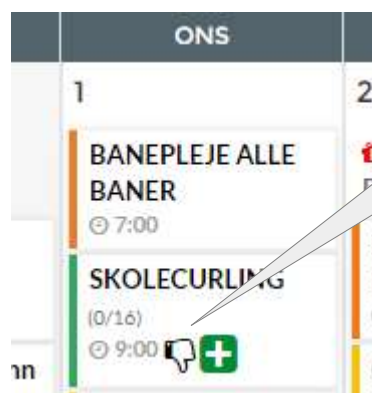 ONS
1
2
BANEPLEJE ALLE
BANER
7:00
SKOLECURLING
(0/16)
9:00
nn